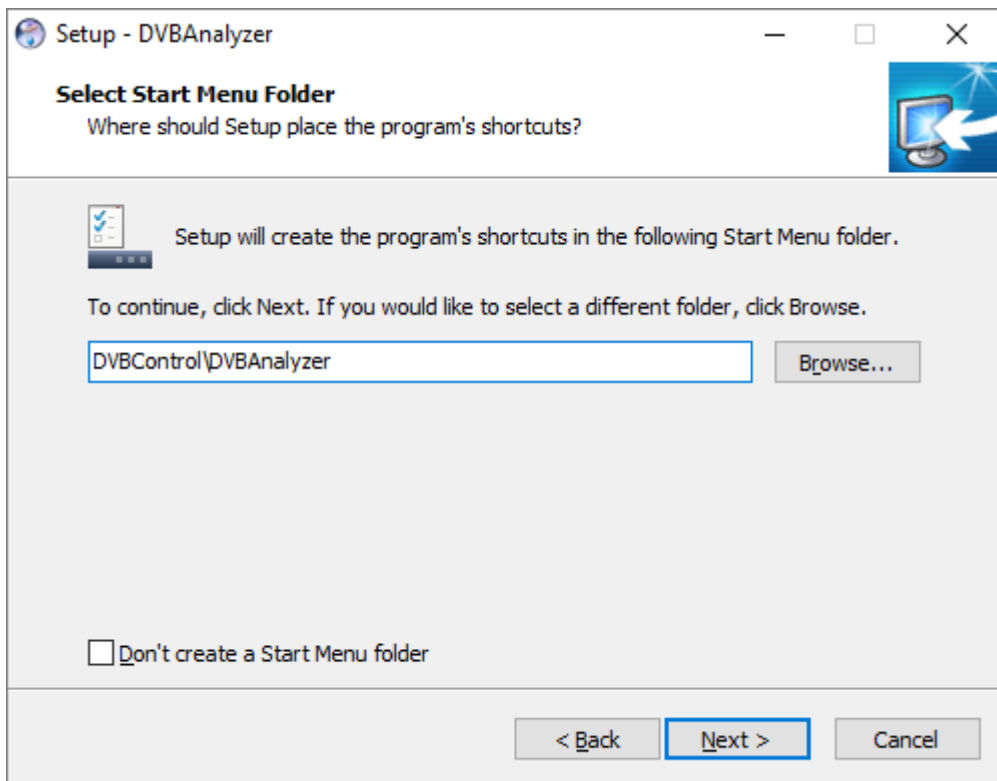 Setup - DVBAnalyzer
Select Start Menu Folder
Where should Setup place the program's shortcuts?
Setup will create the program's shortcuts in the following Start Menu folder.
To continue, click Next. If you would like to select a different folder, click Browse.
DVBControl\DVBAnalyzer
Browse...
Don't create a Start Menu folder
< Back
Next >
Cancel